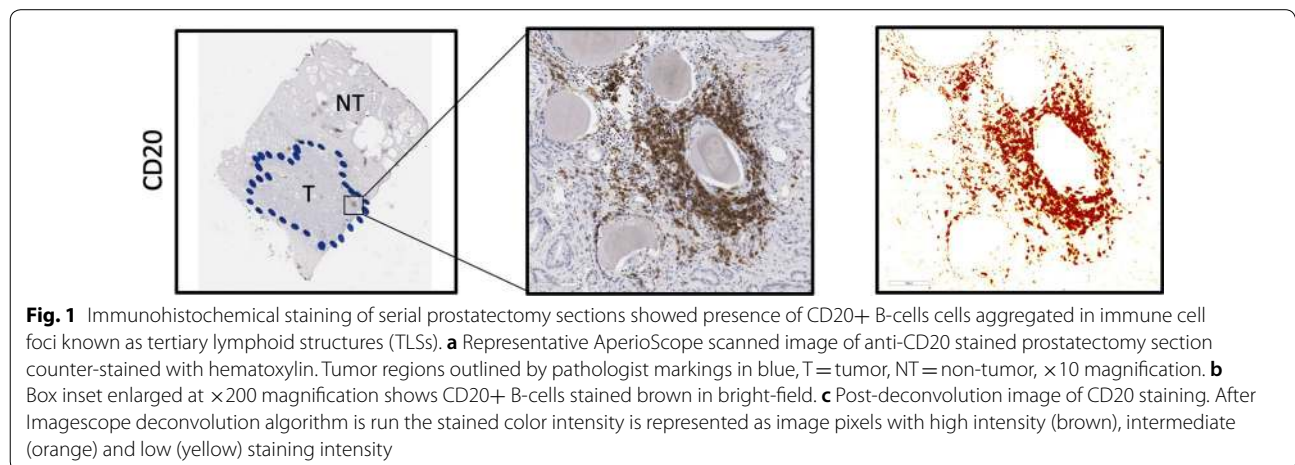 CD20
NT
T
Fig. 1 Immunohistochemical staining of serial prostatectomy sections showed presence of CD20+ B-cells cells aggregated in immune cell
foci known as tertiary lymphoid structures (TLSs). a Representative AperioScope scanned image of anti-CD20 stained prostatectomy section
counter-stained with hematoxylin. Tumor regions outlined by pathologist markings in blue, T = tumor, NT = non-tumor, ×10 magnification. b
Box inset enlarged at ×200 magnification shows CD20+ B-cells stained brown in bright-field. c Post-deconvolution image of CD20 staining. After
Imagescope deconvolution algorithm is run the stained color intensity is represented as image pixels with high intensity (brown), intermediate
(orange) and low (yellow) staining intensity